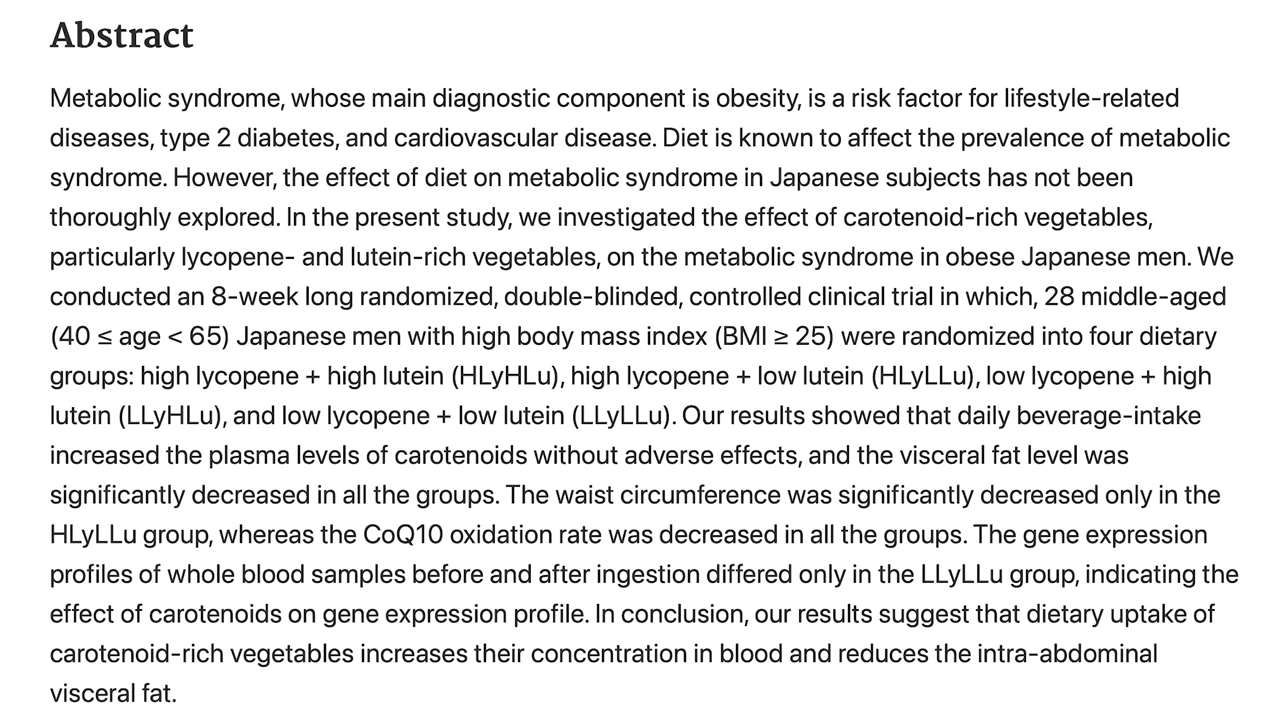 Abstract
Metabolic syndrome, whose main diagnostic component is obesity, is a risk factor for lifestyle-related
diseases, type 2 diabetes, and cardiovascular disease. Diet is known to affect the prevalence of metabolic
syndrome. However, the effect of diet on metabolic syndrome in Japanese subjects has not been
thoroughly explored. In the present study, we investigated the effect of carotenoid-rich vegetables,
particularly lycopene- and lutein-rich vegetables, on the metabolic syndrome in obese Japanese men. We
conducted an 8-week long randomized, double-blinded, controlled clinical trial in which, 28 middle-aged
(40 ≤ age < 65) Japanese men with high body mass index (BMI ≥ 25) were randomized into four dietary
groups: high lycopene + high lutein (HLyHLu), high lycopene + low lutein (HLyLLu), low lycopene + high
lutein (LLyHLu), and low lycopene + low lutein (LLyLLu). Our results showed that daily beverage-intake
increased the plasma levels of carotenoids without adverse effects, and the visceral fat level was
significantly decreased in all the groups. The waist circumference was significantly decreased only in the
HLyLLu group, whereas the CoQ10 oxidation rate was decreased in all the groups. The gene expression
profiles of whole blood samples before and after ingestion differed only in the LLyLLu group, indicating the
effect of carotenoids on gene expression profile. In conclusion, our results suggest that dietary uptake of
carotenoid-rich vegetables increases their concentration in blood and reduces the intra-abdominal
visceral fat.